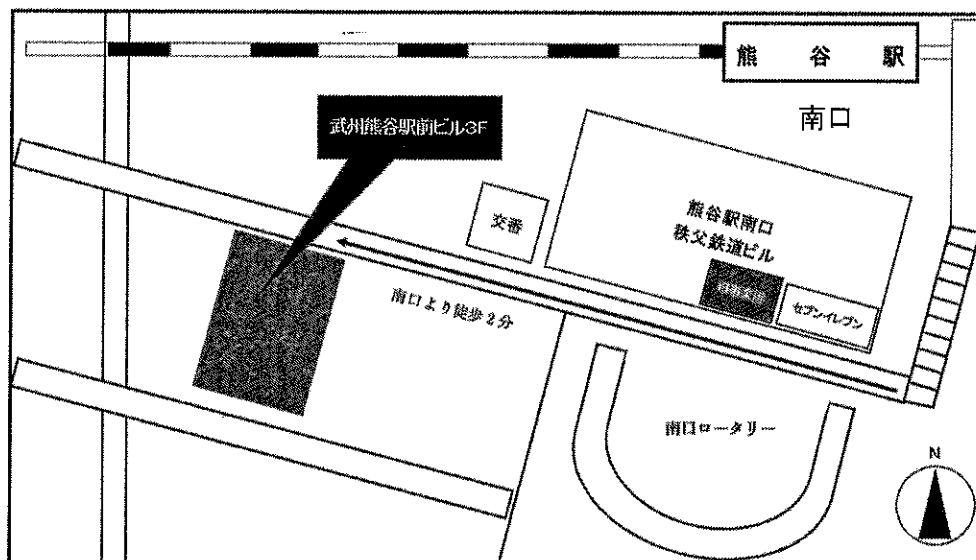 熊谷駅
南口
武州熊谷駅前ビル3F
交番
熊谷駅南口
秩父鉄道ビル
セブンイレブン
南口より徒歩2分
南口ロータリー
N